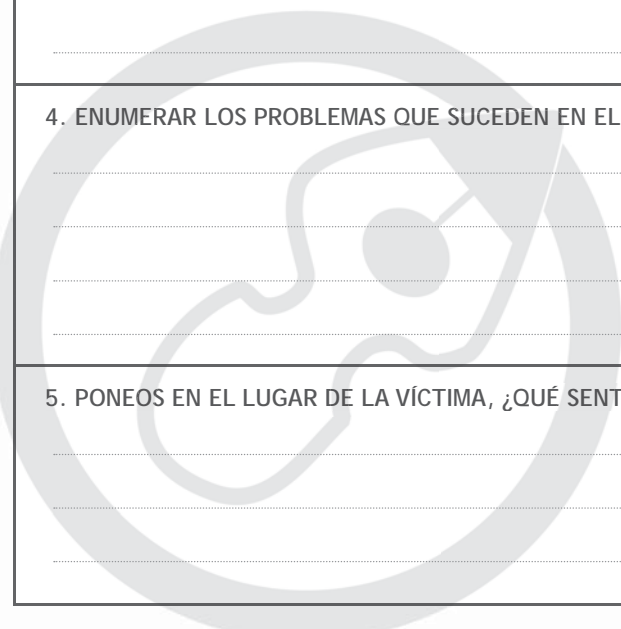 4. ENUMERAR LOS PROBLEMAS QUE SUCEDEN EN EL
5. PONEOS EN EL LUGAR DE LA VÍCTIMA, ¿QUÉ SENT